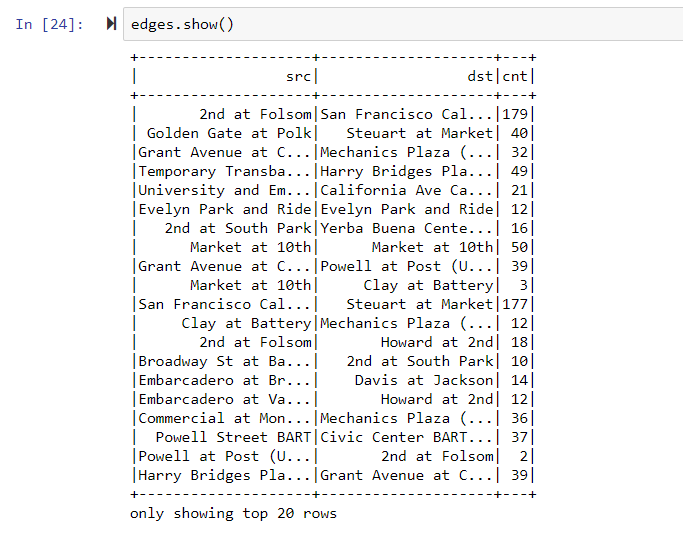 In [24]: edges.show()
+--------------------+--------------------+---+
|                 src|                 dst|cnt|
+--------------------+--------------------+---+
|       2nd at Folsom|San Francisco Cal...|179|
| Golden Gate at Polk|   Steuart at Market| 40|
|Grant Avenue at C...|Mechanics Plaza (...| 32|
|Temporary Transba...|Harry Bridges Pla...| 49|
|University and Em...|California Ave Ca...| 21|
|Evelyn Park and Ride|Evelyn Park and Ride| 12|
|   2nd at South Park|Yerba Buena Cente...| 16|
|      Market at 10th|      Market at 10th| 50|
|Grant Avenue at C...|Powell at Post (U...| 39|
|      Market at 10th|     Clay at Battery|  3|
|San Francisco Cal...|   Steuart at Market|177|
|     Clay at Battery|Mechanics Plaza (...| 12|
|       2nd at Folsom|       Howard at 2nd| 18|
|Broadway St at Ba...|   2nd at South Park| 10|
|Embarcadero at Br...|    Davis at Jackson| 14|
|Embarcadero at Va...|       Howard at 2nd| 12|
|Commercial at Mon...|Mechanics Plaza (...| 36|
|  Powell Street BART|Civic Center BART...| 37|
|Powell at Post (U...|       2nd at Folsom|  2|
|Harry Bridges Pla...|Grant Avenue at C...| 39|
+--------------------+--------------------+---+
only showing top 20 rows